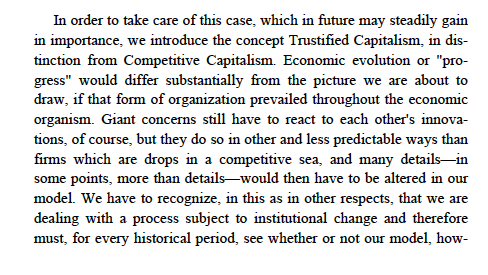 In order to take care of this case, which in future may steadily gain
in importance, we introduce the concept Trustified Capitalism, in dis-
tinction from Competitive Capitalism. Economic evolution or "pro-
gress" would differ substantially from the picture we are about to
draw, if that form of organization prevailed throughout the economic
organism. Giant concerns still have to react to each other's innova-
tions, of course, but they do so in other and less predictable ways than
firms which are drops in a competitive sea, and many details—in
some points, more than details—would then have to be altered in our
model. We have to recognize, in this as in other respects, that we are
dealing with a process subject to institutional change and therefore
must, for every historical period, see whether or not our model, how-